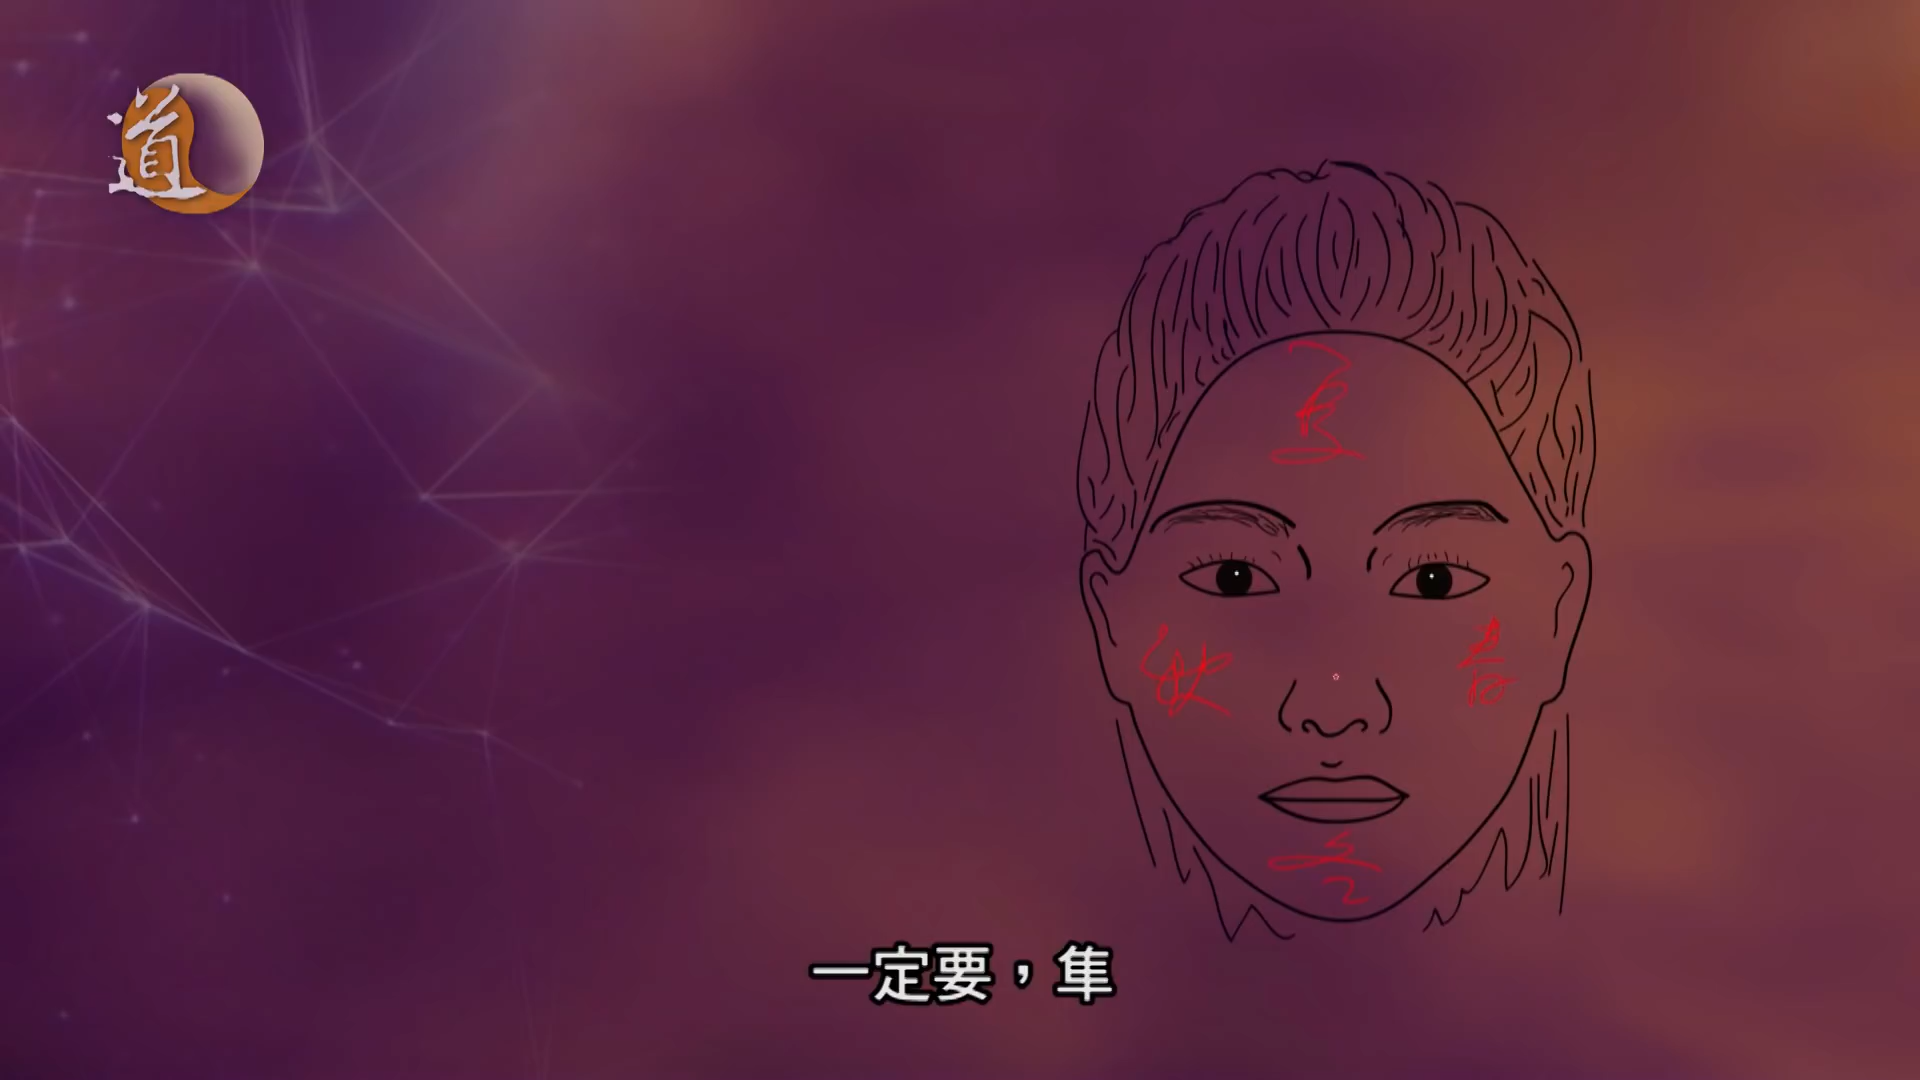 道
夏
秋
春
冬
一定要，隼